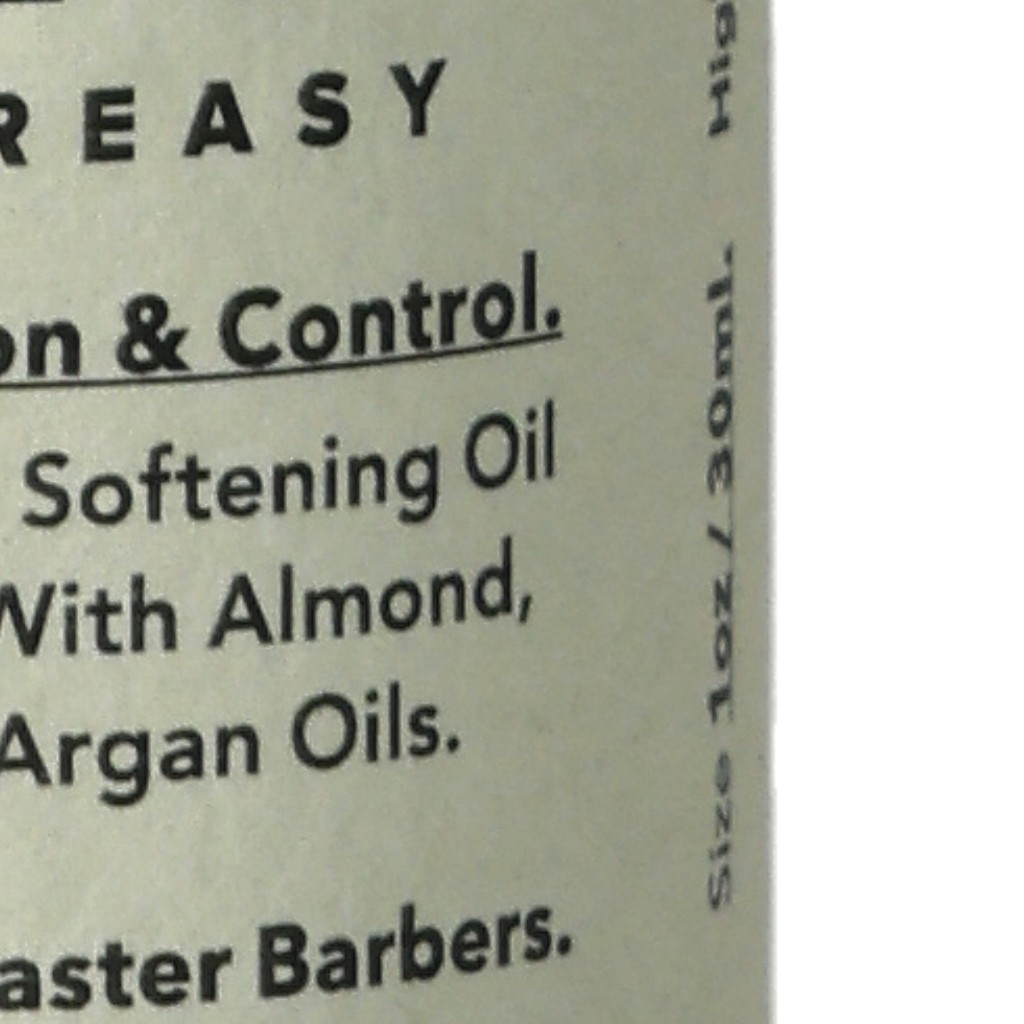 REASY
on & Control.
Softening Oil
With Almond,
Argan Oils.
aster Barbers.
Size 1oz / 30ml. Hig